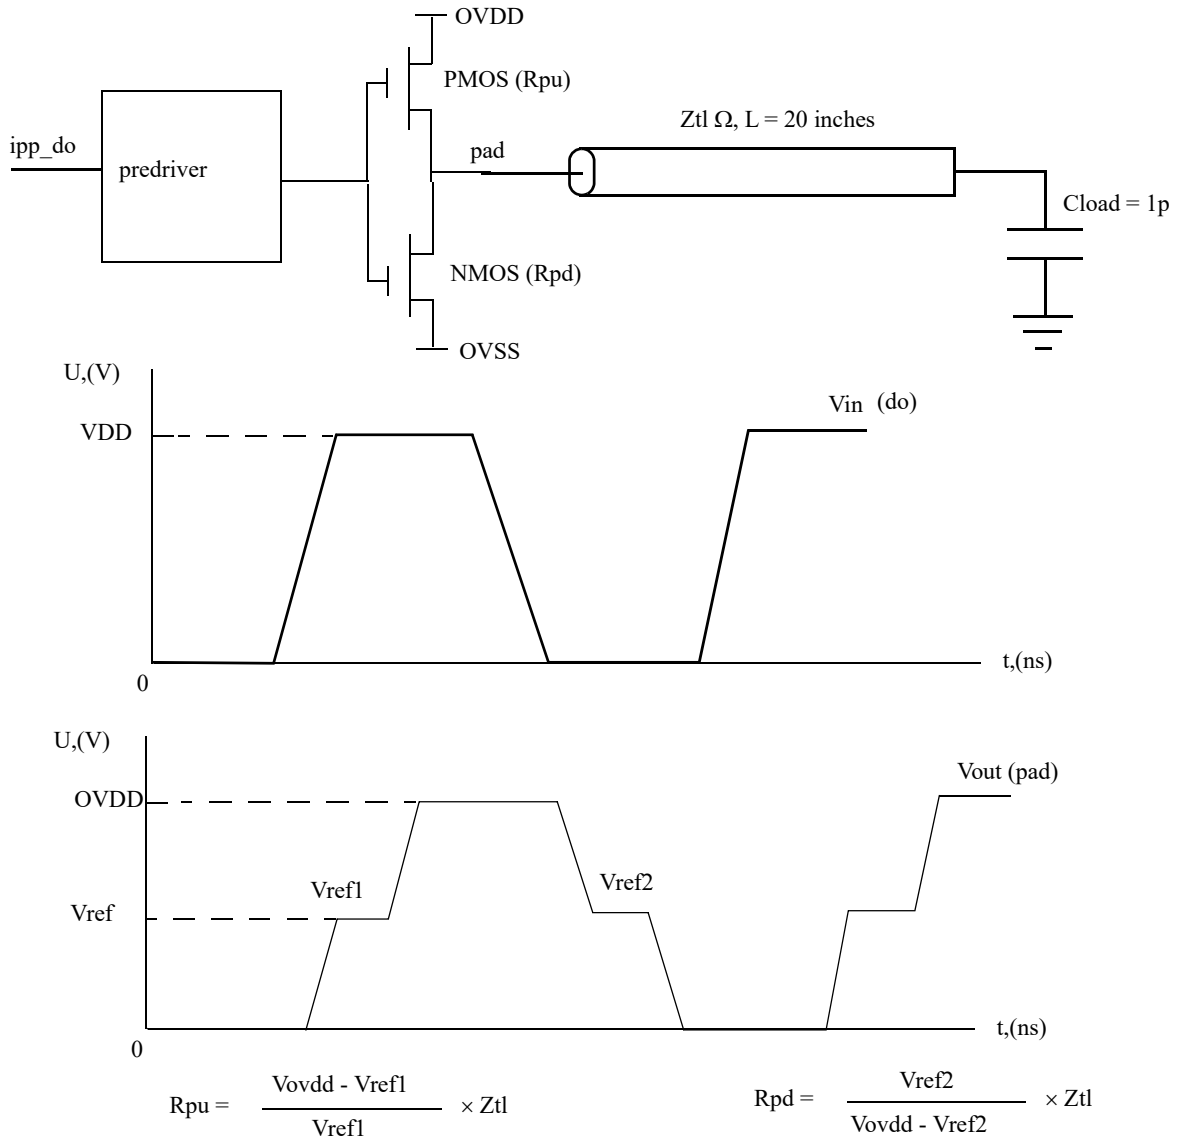 OVDD
PMOS (Rpu)
ipp_do
predriver
pad
Ztl Ω, L = 20 inches
Cload = 1p
NMOS (Rpd)
OVSS
U,(V)
VDD
Vin (do)
t,(ns)
0
U,(V)
OVDD
Vout (pad)
Vref1
Vref2
Vref
t,(ns)
0
Rpu = Vovdd - Vref1 × Ztl
Vref1
Rpd = Vref2 × Ztl
Vovdd - Vref2